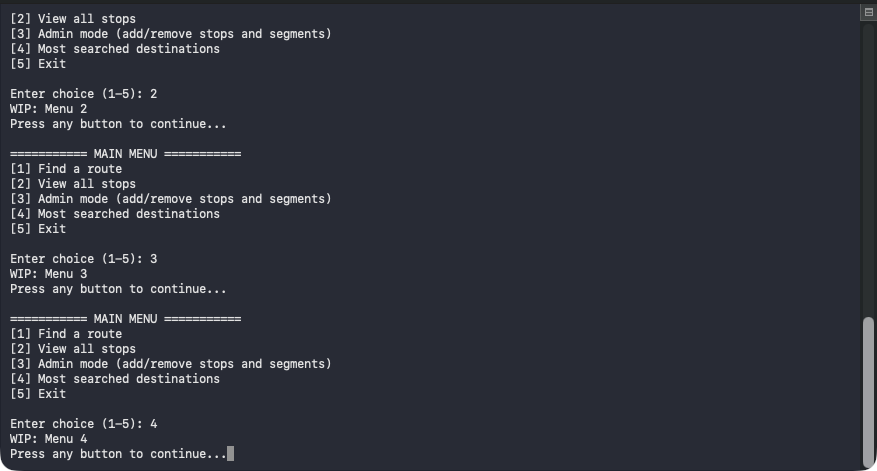 [2] View all stops
[3] Admin mode (add/remove stops and segments)
[4] Most searched destinations
[5] Exit
Enter choice (1–5): 2
WIP: Menu 2
Press any button to continue...
=========== MAIN MENU ===========
[1] Find a route
[2] View all stops
[3] Admin mode (add/remove stops and segments)
[4] Most searched destinations
[5] Exit
Enter choice (1–5): 3
WIP: Menu 3
Press any button to continue...
=========== MAIN MENU ===========
[1] Find a route
[2] View all stops
[3] Admin mode (add/remove stops and segments)
[4] Most searched destinations
[5] Exit
Enter choice (1–5): 4
WIP: Menu 4
Press any button to continue...